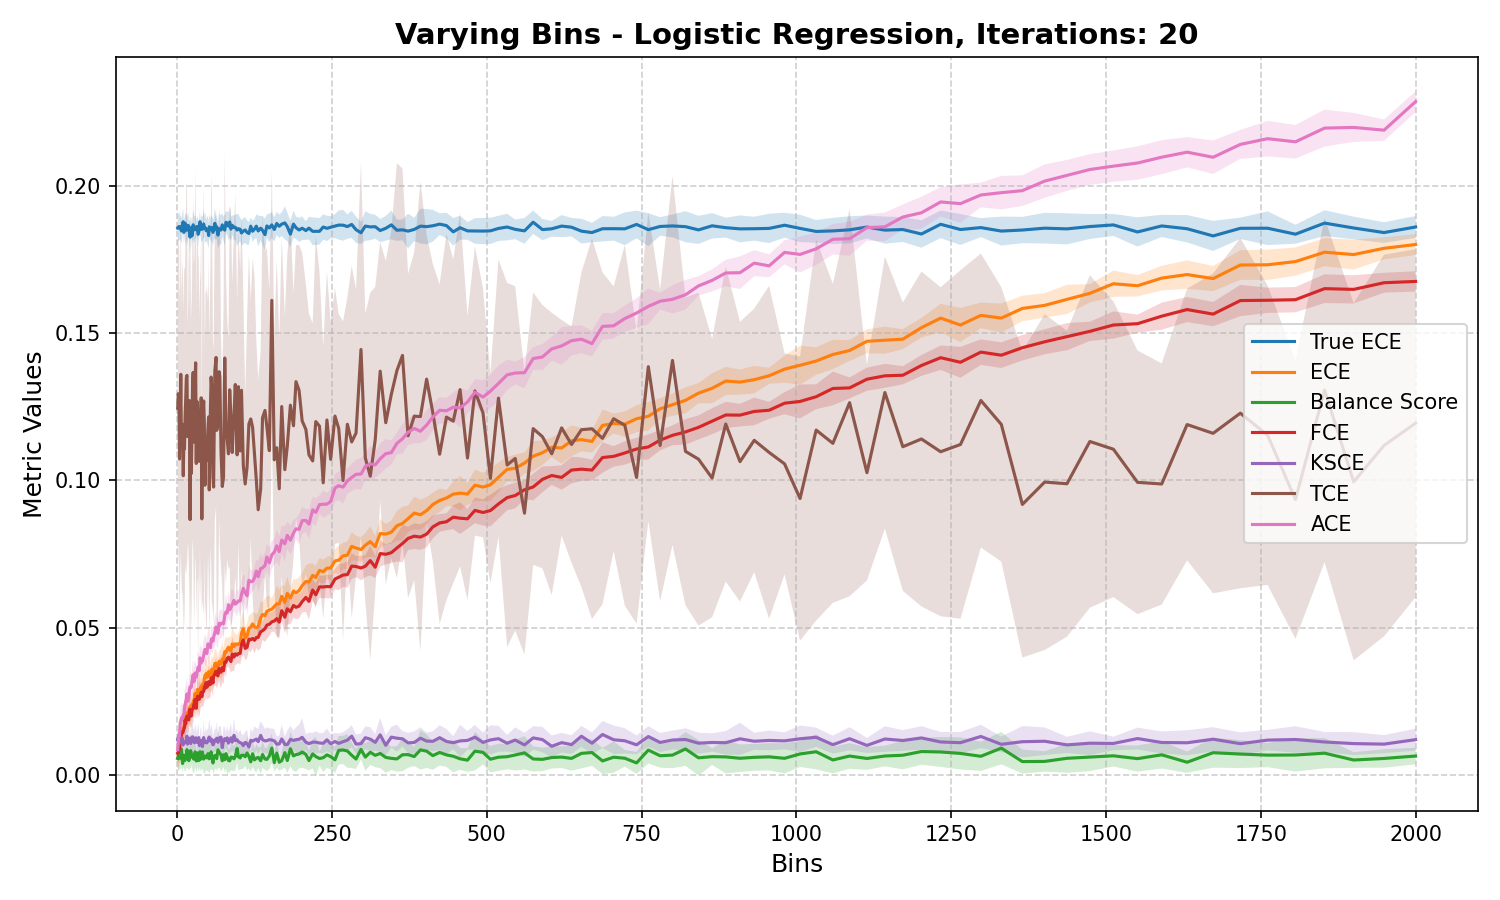 Varying Bins - Logistic Regression, Iterations: 20
Metric Values
0.20
0.15
0.10
0.05
0.00
True ECE
ECE
Balance Score
FCE
KSCE
TCE
ACE
0 250 500 750 1000 1250 1500 1750 2000
Bins